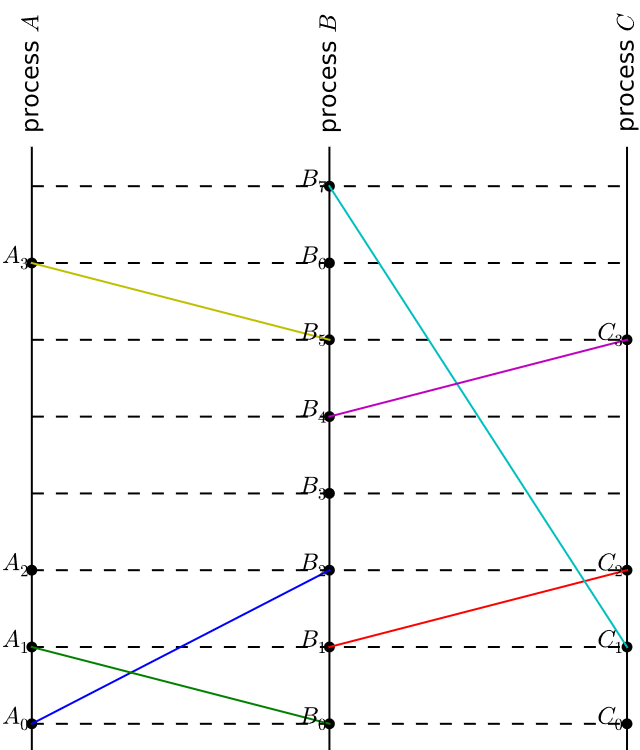 process A
process B
process C
B₇
A₃
B₆
B₅
C₃
B₄
B₃
A₂
B₂
C₂
A₁
B₁
C₁
A₀
B₀
C₀